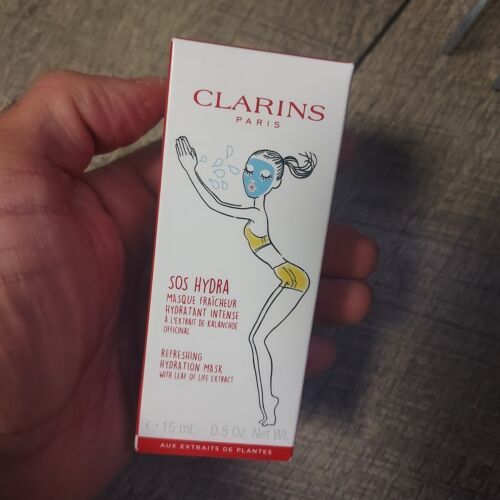 CLARINS
PARIS
SOS HYDRA
MASQUE FRAÎCHEUR
HYDRATANT INTENSE
À L'EXTRAIT DE KALANCHOE
OFFICINAL
REFRESHING
HYDRATION MASK
WITH LEAF OF LIFE EXTRACT
℮ 15 mL 0.5 Oz. Net Wt.
AUX EXTRAITS DE PLANTES